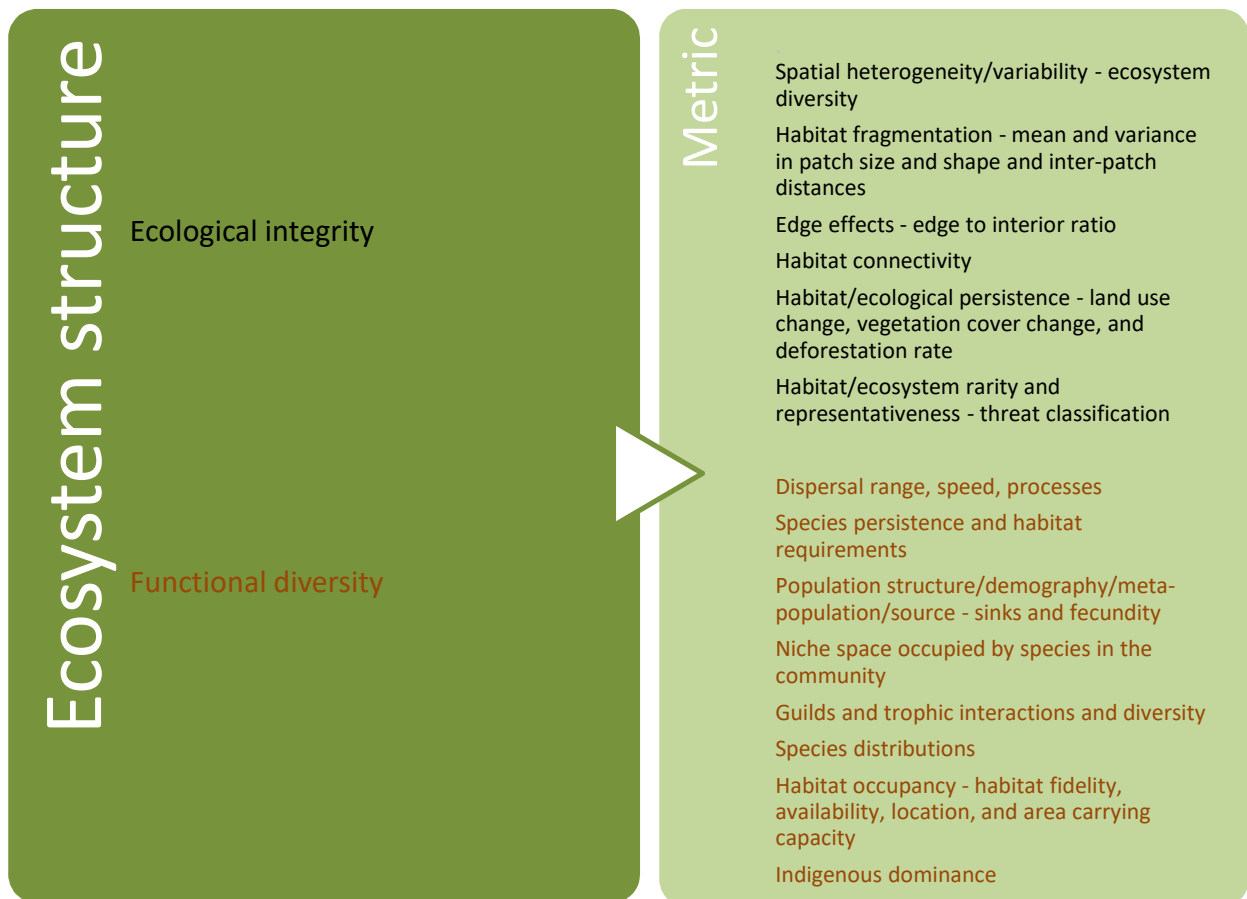 Ecosystem structure
Ecological integrity
Functional diversity
Metric
Spatial heterogeneity/variability - ecosystem
diversity
Habitat fragmentation - mean and variance
in patch size and shape and inter-patch
distances
Edge effects - edge to interior ratio
Habitat connectivity
Habitat/ecological persistence - land use
change, vegetation cover change, and
deforestation rate
Habitat/ecosystem rarity and
representativeness - threat classification
Dispersal range, speed, processes
Species persistence and habitat
requirements
Population structure/demography/meta-
population/source - sinks and fecundity
Niche space occupied by species in the
community
Guilds and trophic interactions and diversity
Species distributions
Habitat occupancy - habitat fidelity,
availability, location, and area carrying
capacity
Indigenous dominance